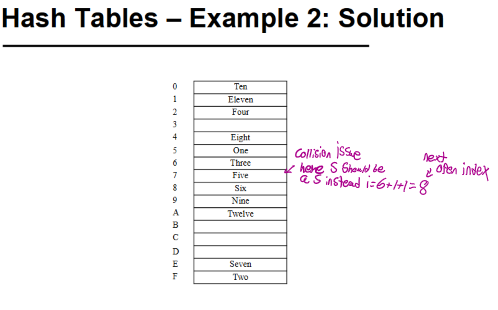 Hash Tables – Example 2: Solution
0 Ten
1 Eleven
2 Four
3
4 Eight
5 One
6 Three
7 Five
8 Six
9 Nine
A Twelve
B
C
D
E Seven
F Two
Collision issue
here S Should be
a S instead i=6+1+1=8
next
open index